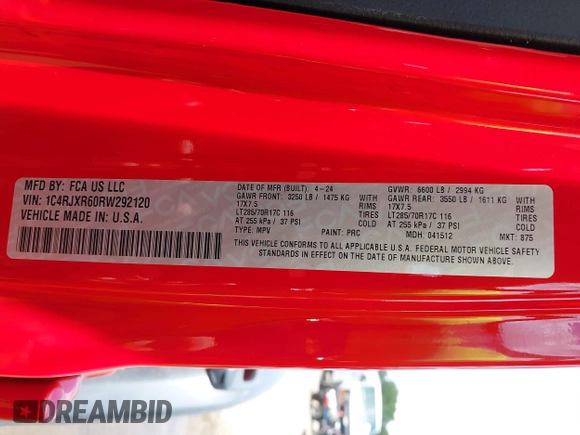 MFD BY: FCA US LLC
VIN: 1C4RJXR60RW292120
VEHICLE MADE IN: U.S.A.
DATE OF MFR (BUILT): 4-24
GAWR FRONT: 3250 LB / 1475 KG WITH
17X7.5 RIMS
LT285/70R17C 116 TIRES
AT 255 kPa / 37 PSI COLD
TYPE: MPV PAINT: PRC MDH: 041512 MKT: 875
GVWR: 6600 LB / 2994 KG
GAWR REAR: 3550 LB / 1611 KG WITH
17X7.5 RIMS
LT285/70R17C 116 TIRES
AT 255 kPa / 37 PSI COLD
THIS VEHICLE CONFORMS TO ALL APPLICABLE U.S.A. FEDERAL MOTOR VEHICLE SAFETY
STANDARDS IN EFFECT ON THE DATE OF MANUFACTURE SHOWN ABOVE.
DREAMBID